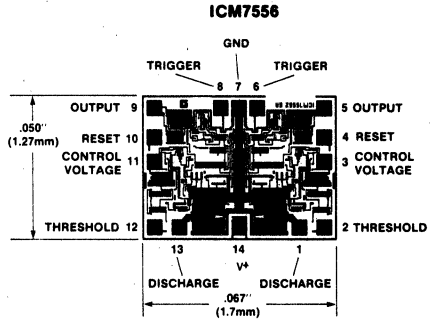 ICM7556
GND
TRIGGER TRIGGER
8 7 6
OUTPUT 9 5 OUTPUT
RESET 10 4 RESET
CONTROL VOLTAGE 11 3 CONTROL VOLTAGE
.050"
(1.27mm)
THRESHOLD 12 2 THRESHOLD
13 14 1
V+
DISCHARGE DISCHARGE
.067"
(1.7mm)